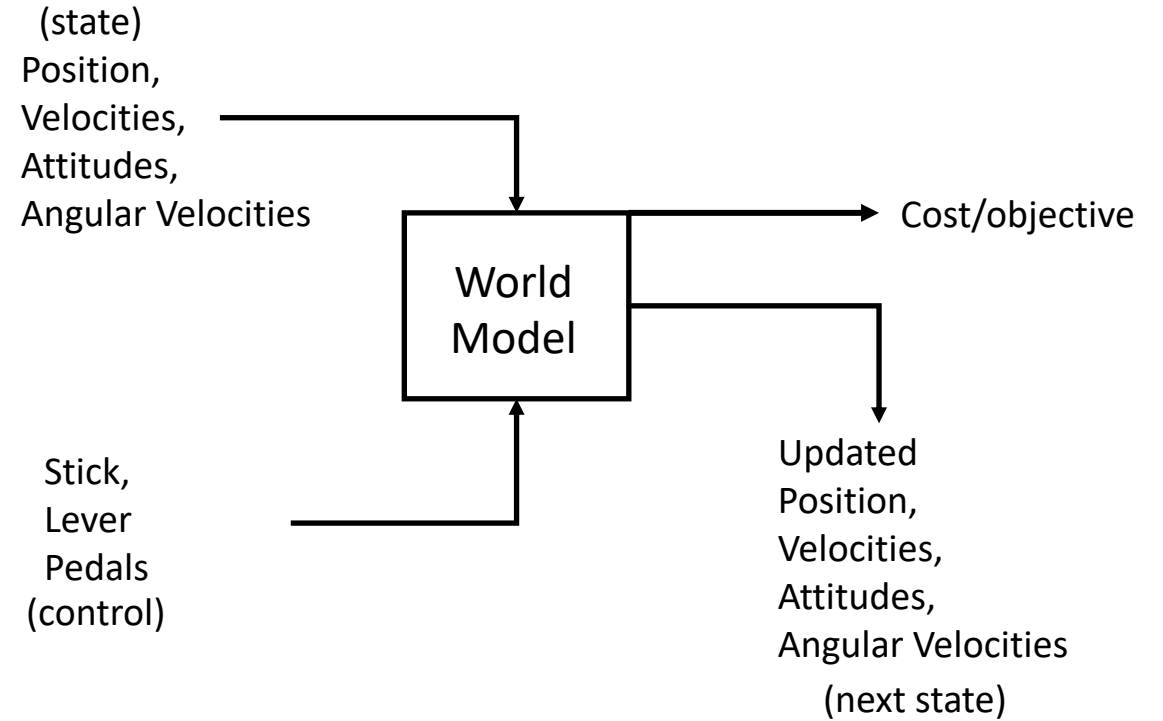 (state)
Position,
Velocities,
Attitudes,
Angular Velocities
World
Model
Cost/objective
Stick,
Lever
Pedals
(control)
Updated
Position,
Velocities,
Attitudes,
Angular Velocities
(next state)